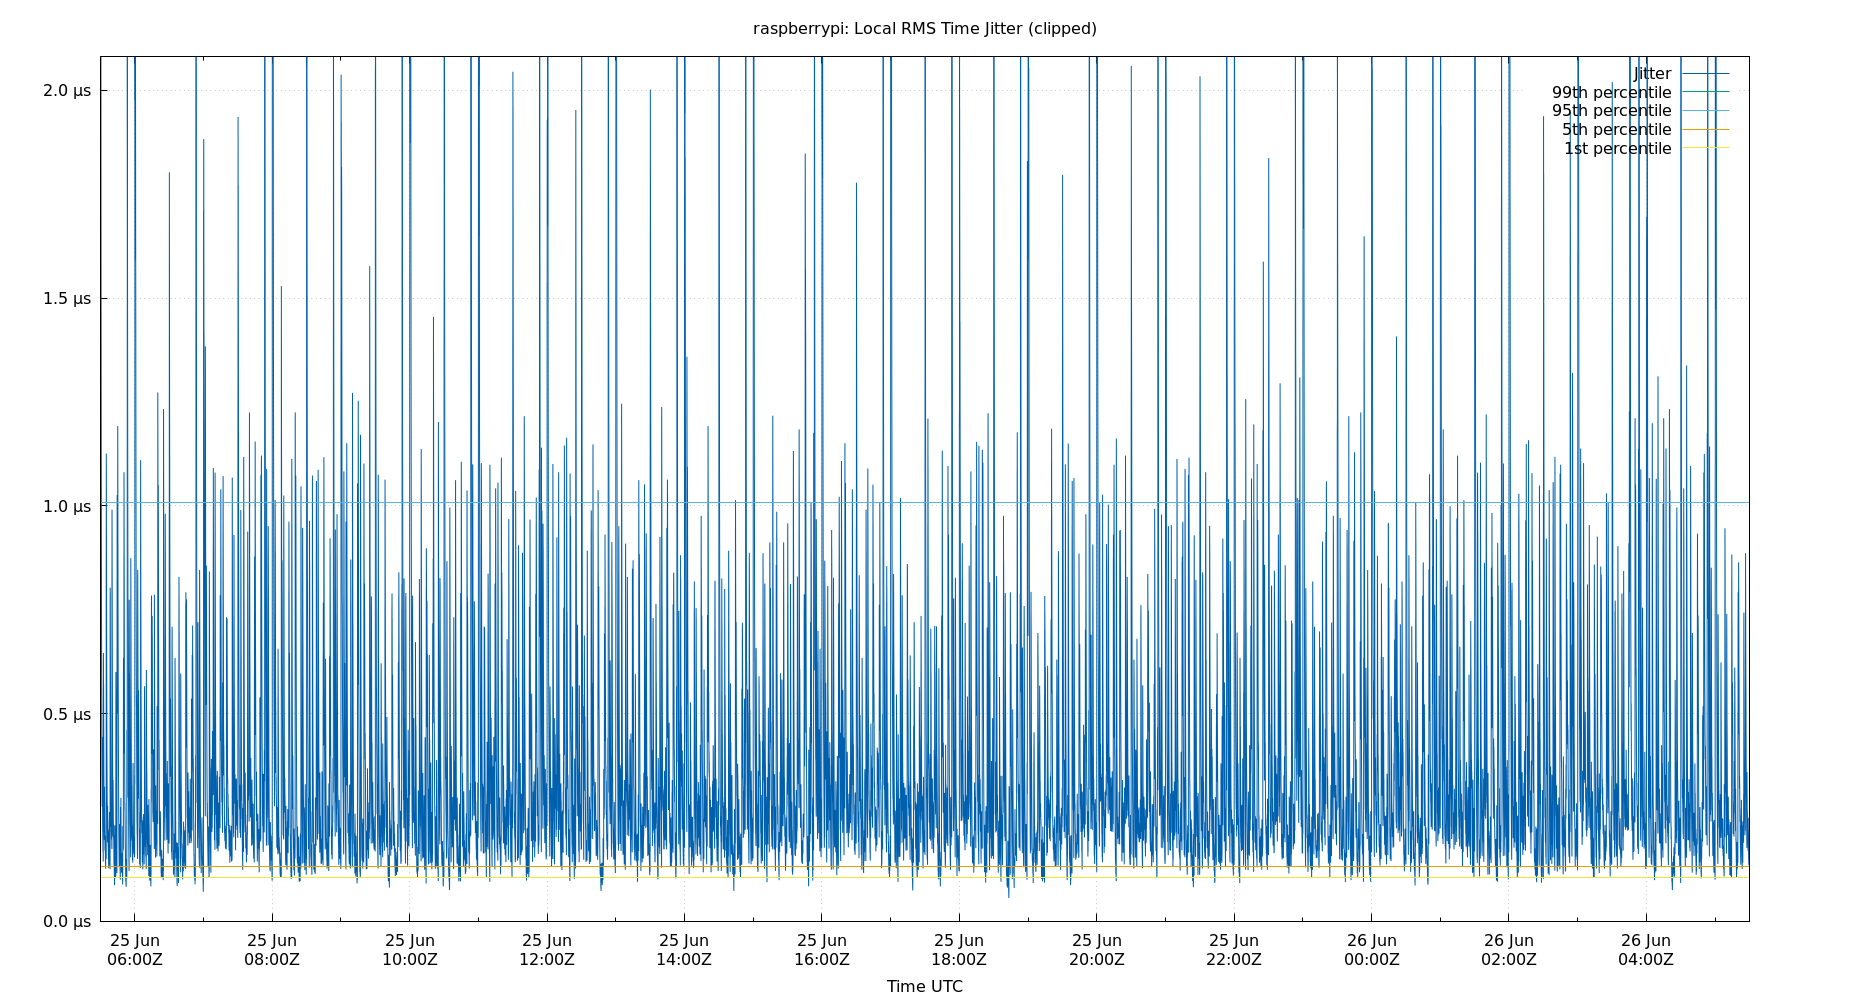 raspberrypi: Local RMS Time Jitter (clipped)
Jitter
99th percentile
95th percentile
5th percentile
1st percentile
2.0 µs
1.5 µs
1.0 µs
0.5 µs
0.0 µs
25 Jun 25 Jun 25 Jun 25 Jun 25 Jun 25 Jun 25 Jun 25 Jun 25 Jun 26 Jun 26 Jun 26 Jun
06:00Z 08:00Z 10:00Z 12:00Z 14:00Z 16:00Z 18:00Z 20:00Z 22:00Z 00:00Z 02:00Z 04:00Z
Time UTC